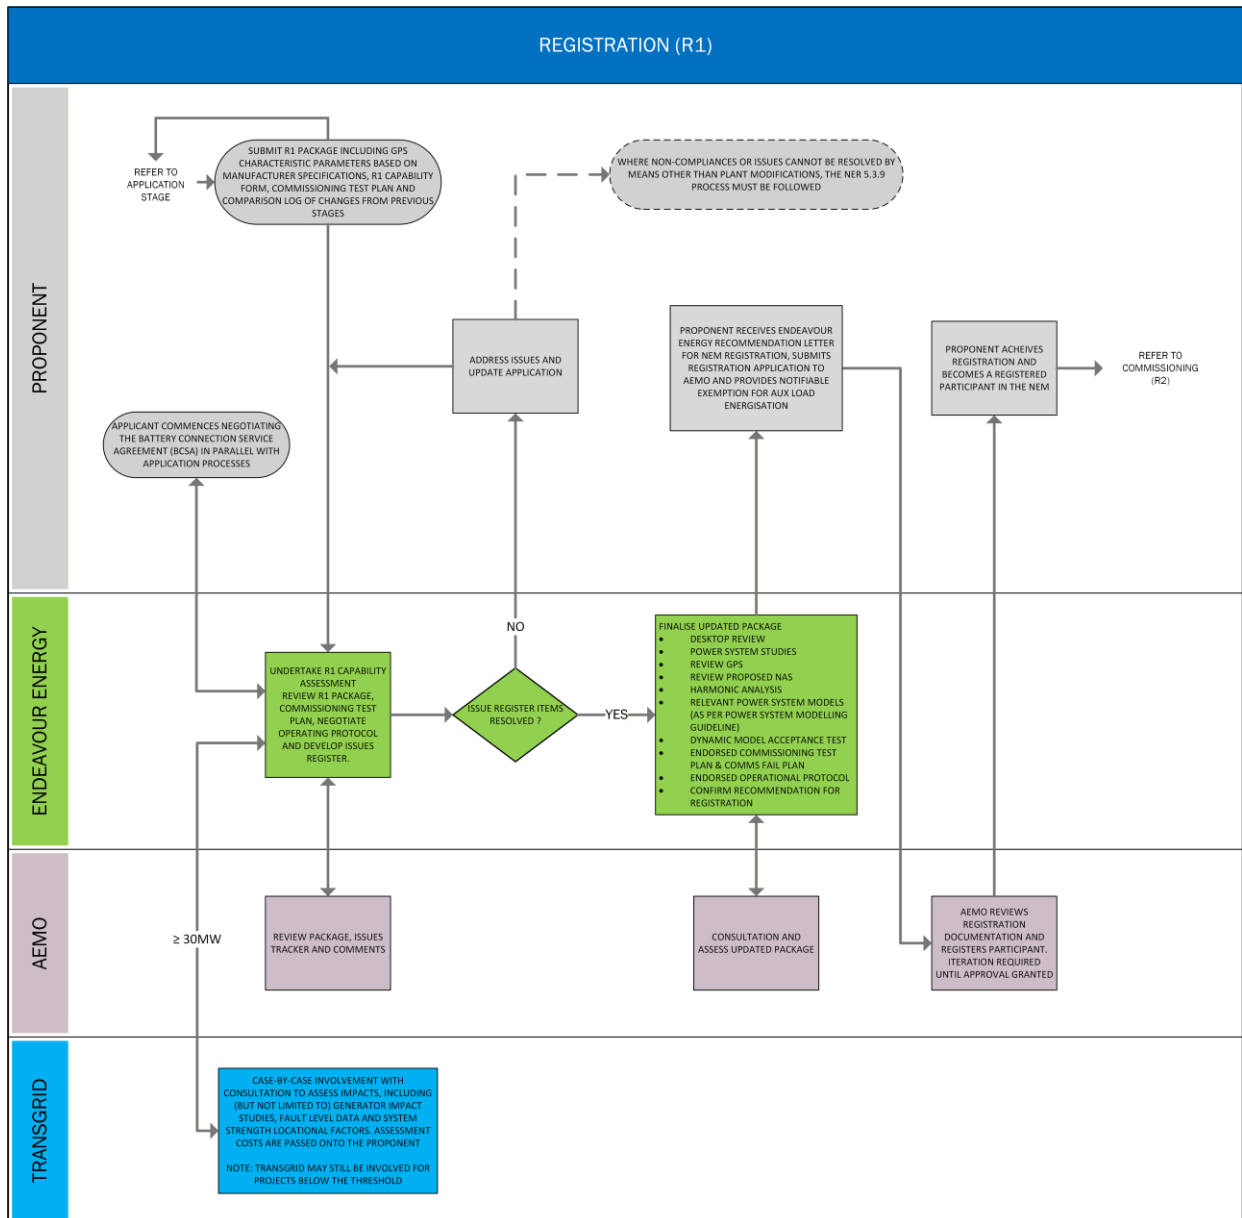 REGISTRATION (R1)
PROPONENT
REFER TO
APPLICATION
STAGE
SUBMIT R1 PACKAGE INCLUDING GPS
CHARACTERISTIC PARAMETERS BASED ON
MANUFACTURER SPECIFICATIONS, R1 CAPABILITY
FORM, COMMISSIONING TEST PLAN AND
COMPARISON LOG OF CHANGES FROM PREVIOUS
STAGES
WHERE NON-COMPLIANCES OR ISSUES CANNOT BE RESOLVED BY
MEANS OTHER THAN PLANT MODIFICATIONS, THE NER 5.3.9
PROCESS MUST BE FOLLOWED
ADDRESS ISSUES AND
UPDATE APPLICATION
PROPONENT RECEIVES ENDEAVOUR
ENERGY RECOMMENDATION LETTER
FOR NEM REGISTRATION, SUBMITS
REGISTRATION APPLICATION TO
AEMO AND PROVIDES NOTIFIABLE
EXEMPTION FOR AUX LOAD
ENERGISATION
PROPONENT ACHEIVES
REGISTRATION AND
BECOMES A REGISTERED
PARTICIPANT IN THE NEM
REFER TO
COMMISSIONING
(R2)
APPLICANT COMMENCES NEGOTIATING
THE BATTERY CONNECTION SERVICE
AGREEMENT (BCSA) IN PARALLEL WITH
APPLICATION PROCESSES
ENDEAVOUR ENERGY
UNDERTAKE R1 CAPABILITY
ASSESSMENT
REVIEW R1 PACKAGE,
COMMISSIONING TEST
PLAN, NEGOTIATE
OPERATING PROTOCOL
AND DEVELOP ISSUES
REGISTER.
NO
ISSUE REGISTER ITEMS
RESOLVED ?
YES
FINALISE UPDATED PACKAGE
• DESKTOP REVIEW
• POWER SYSTEM STUDIES
• REVIEW GPS
• REVIEW PROPOSED NAS
• HARMONIC ANALYSIS
• RELEVANT POWER SYSTEM MODELS
(AS PER POWER SYSTEM MODELLING
GUIDELINE)
• DYNAMIC MODEL ACCEPTANCE TEST
• ENDORSED COMMISSIONING TEST
PLAN & COMMS FAIL PLAN
• ENDORSED OPERATIONAL PROTOCOL
• CONFIRM RECOMMENDATION FOR
REGISTRATION
AEMO
≥ 30MW
REVIEW PACKAGE, ISSUES
TRACKER AND COMMENTS
CONSULTATION AND
ASSESS UPDATED PACKAGE
AEMO REVIEWS
REGISTRATION
DOCUMENTATION AND
REGISTERS PARTICIPANT.
ITERATION REQUIRED
UNTIL APPROVAL GRANTED
TRANSGRID
CASE-BY-CASE INVOLVEMENT WITH
CONSULTATION TO ASSESS IMPACTS, INCLUDING
(BUT NOT LIMITED TO) GENERATOR IMPACT
STUDIES, FAULT LEVEL DATA AND SYSTEM
STRENGTH LOCATIONAL FACTORS. ASSESSMENT
COSTS ARE PASSED ONTO THE PROPONENT
NOTE: TRANSGRID MAY STILL BE INVOLVED FOR
PROJECTS BELOW THE THRESHOLD